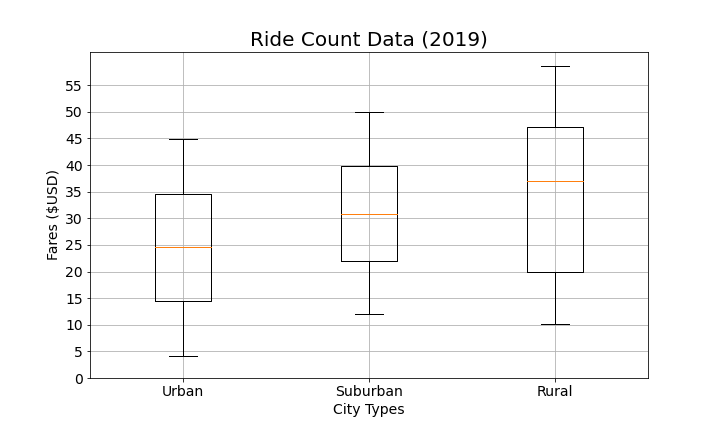 Ride Count Data (2019)
Fares ($USD)
55
50
45
40
35
30
25
20
15
10
5
0
Urban
Suburban
Rural
City Types